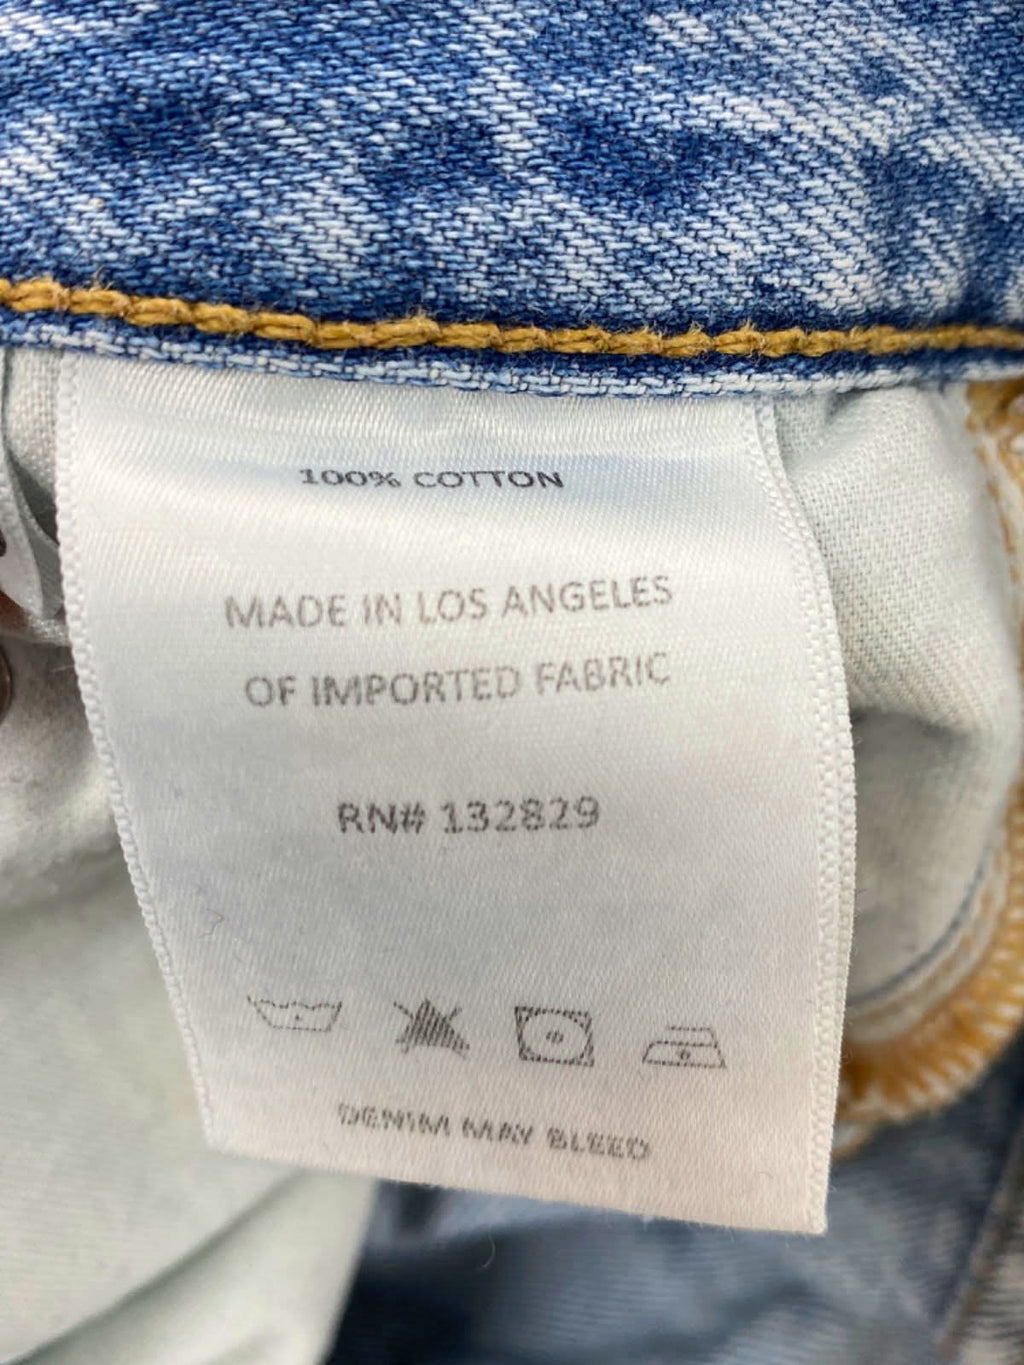 100% COTTON
MADE IN LOS ANGELES
OF IMPORTED FABRIC
RN# 132829
DENIM MAY BLEED